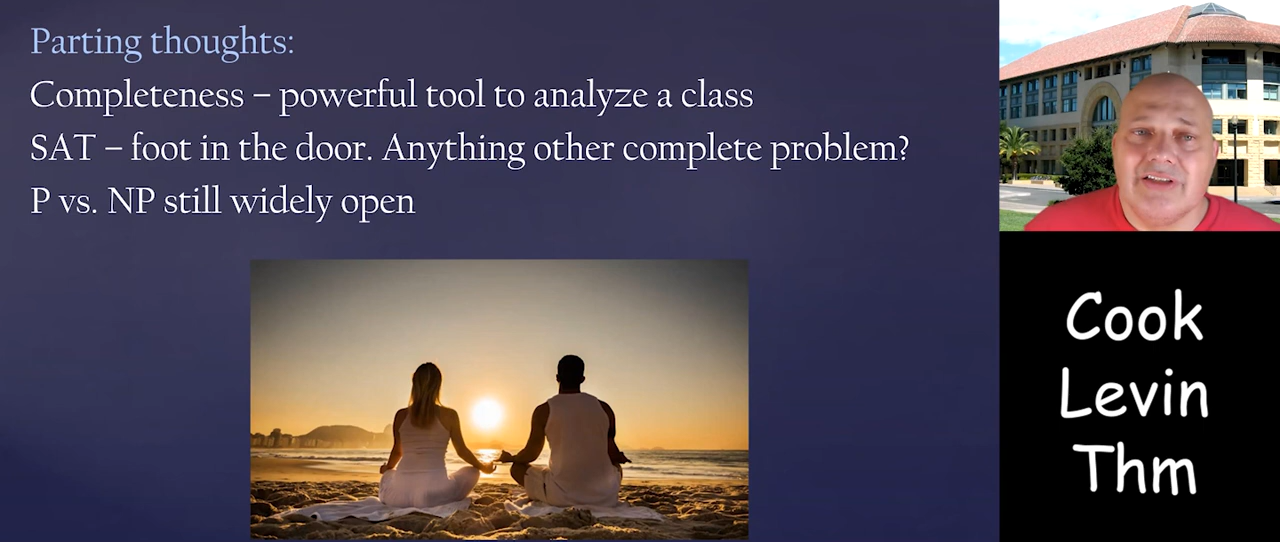 Parting thoughts:
Completeness – powerful tool to analyze a class
SAT – foot in the door. Anything other complete problem?
P vs. NP still widely open
Cook
Levin
Thm